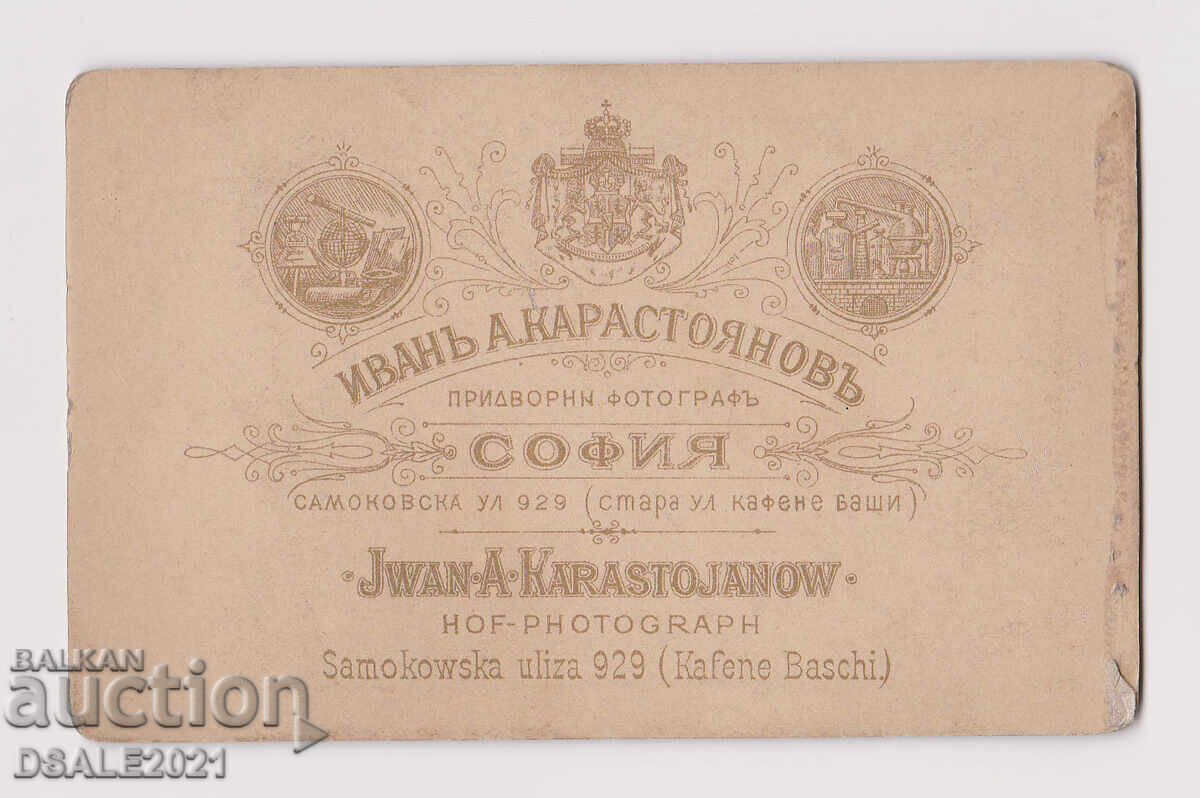 ИВАНЪ А. КАРАСТОЯНОВЪ
ПРИДВОРНЫ ФОТОГРАФЪ
СОФИЯ
САМОКОВСКА УЛ 929 (стара ул кафене баши)
·JWAN·A·KARASTOJANOW·
HOF-PHOTOGRAPH
Samokowska uliza 929 (Kafene Baschi.)
BALKAN
auction
DSALE2021